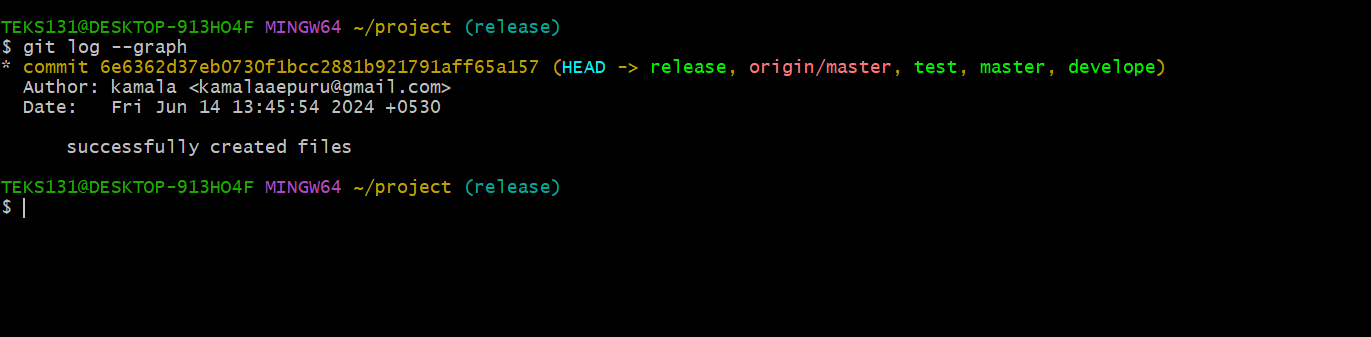 TEKS131@DESKTOP-913HO4F MINGW64 ~/project (release)
$ git log --graph
* commit 6e6362d37eb0730f1bcc2881b921791aff65a157 (HEAD -> release, origin/master, test, master, develope)
  Author: kamala <kamalaaepuru@gmail.com>
  Date:   Fri Jun 14 13:45:54 2024 +0530
      successfully created files
TEKS131@DESKTOP-913HO4F MINGW64 ~/project (release)
$